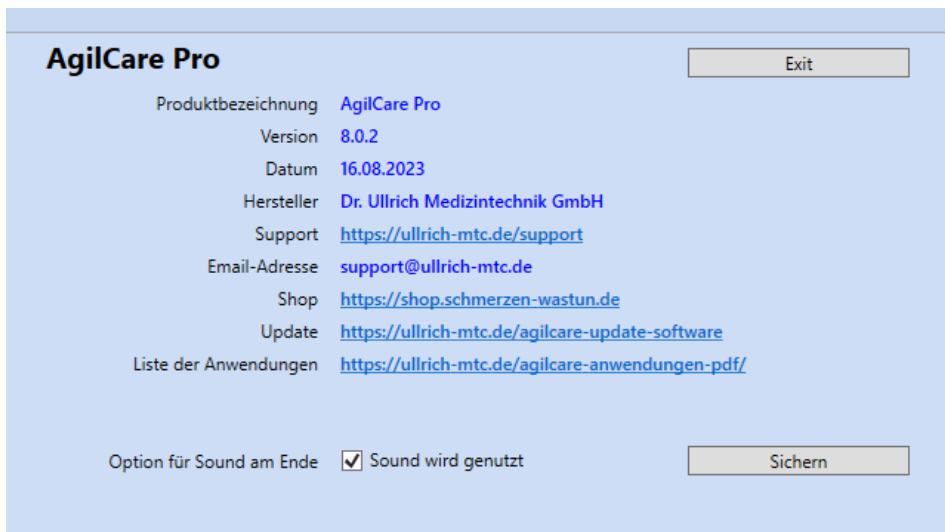 AgilCare Pro
Exit
Produktbezeichnung AgilCare Pro
Version 8.0.2
Datum 16.08.2023
Hersteller Dr. Ullrich Medizintechnik GmbH
Support https://ullrich-mtc.de/support
Email-Adresse support@ullrich-mtc.de
Shop https://shop.schmerzen-wastun.de
Update https://ullrich-mtc.de/agilcare-update-software
Liste der Anwendungen https://ullrich-mtc.de/agilcare-anwendungen-pdf/
Option für Sound am Ende Sound wird genutzt
Sichern